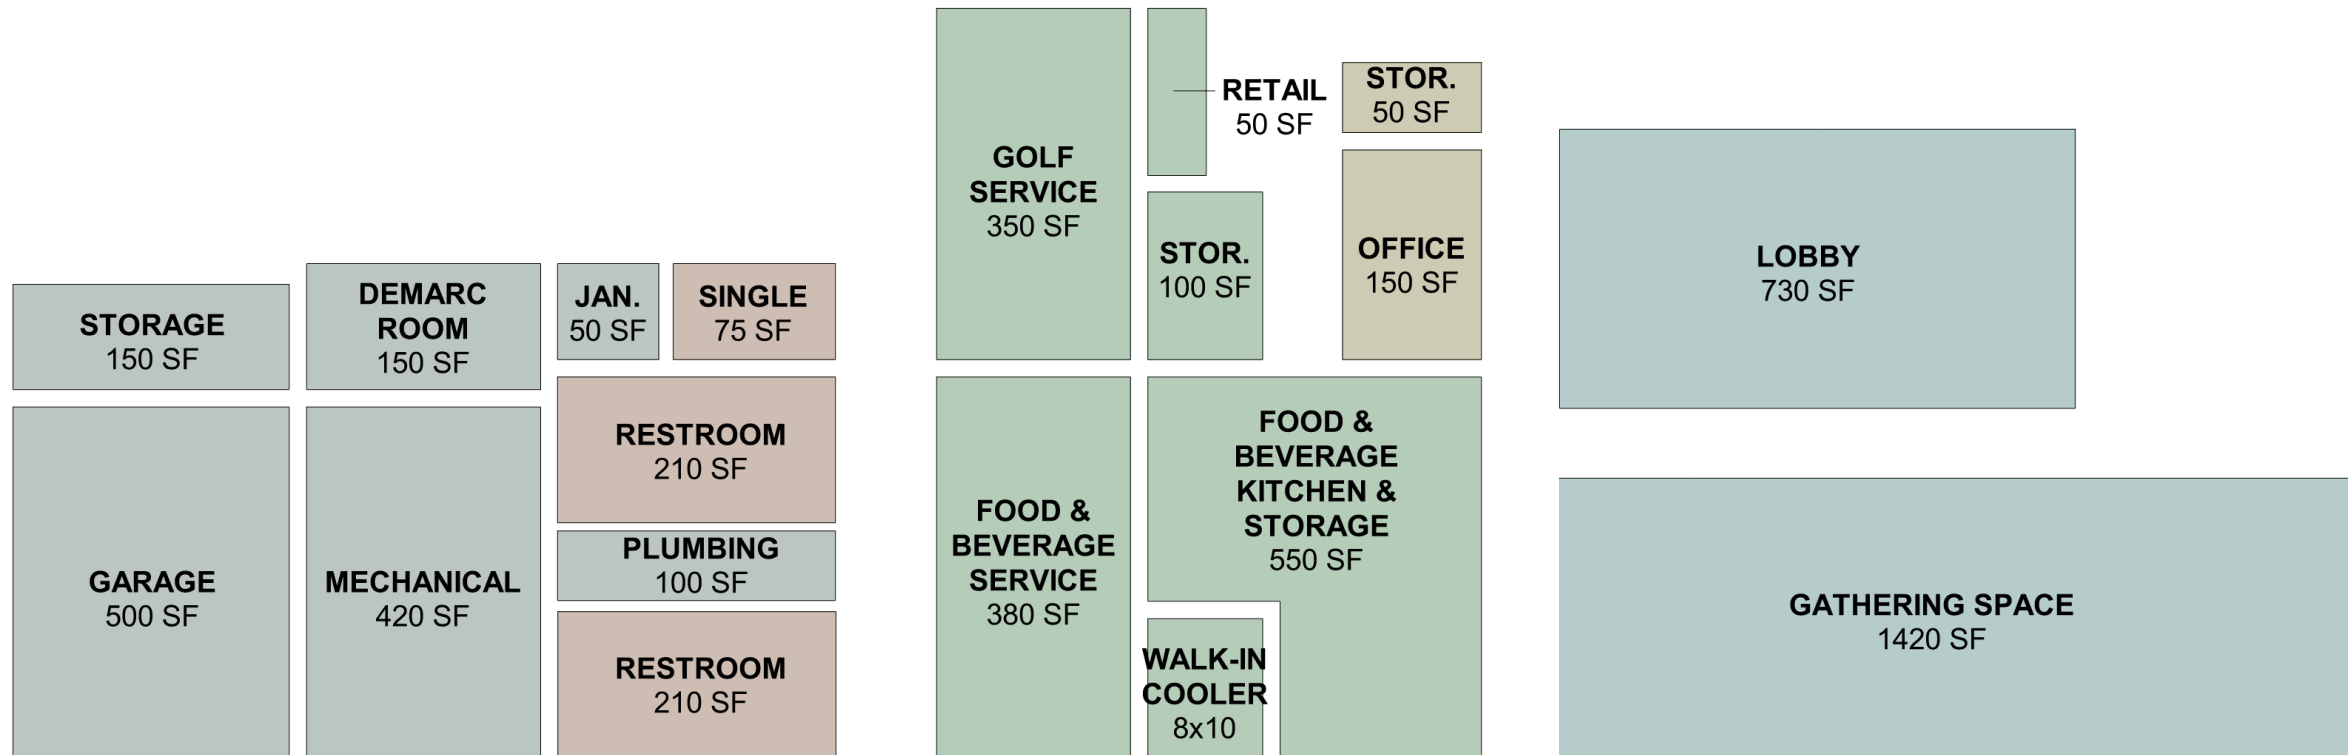 STORAGE
150 SF
DEMARC
ROOM
150 SF
JAN.
50 SF
SINGLE
75 SF
GARAGE
500 SF
MECHANICAL
420 SF
RESTROOM
210 SF
PLUMBING
100 SF
RESTROOM
210 SF
GOLF
SERVICE
350 SF
RETAIL
50 SF
STOR.
100 SF
STOR.
50 SF
OFFICE
150 SF
FOOD &
BEVERAGE
SERVICE
380 SF
FOOD &
BEVERAGE
KITCHEN &
STORAGE
550 SF
WALK-IN
COOLER
8x10
LOBBY
730 SF
GATHERING SPACE
1420 SF